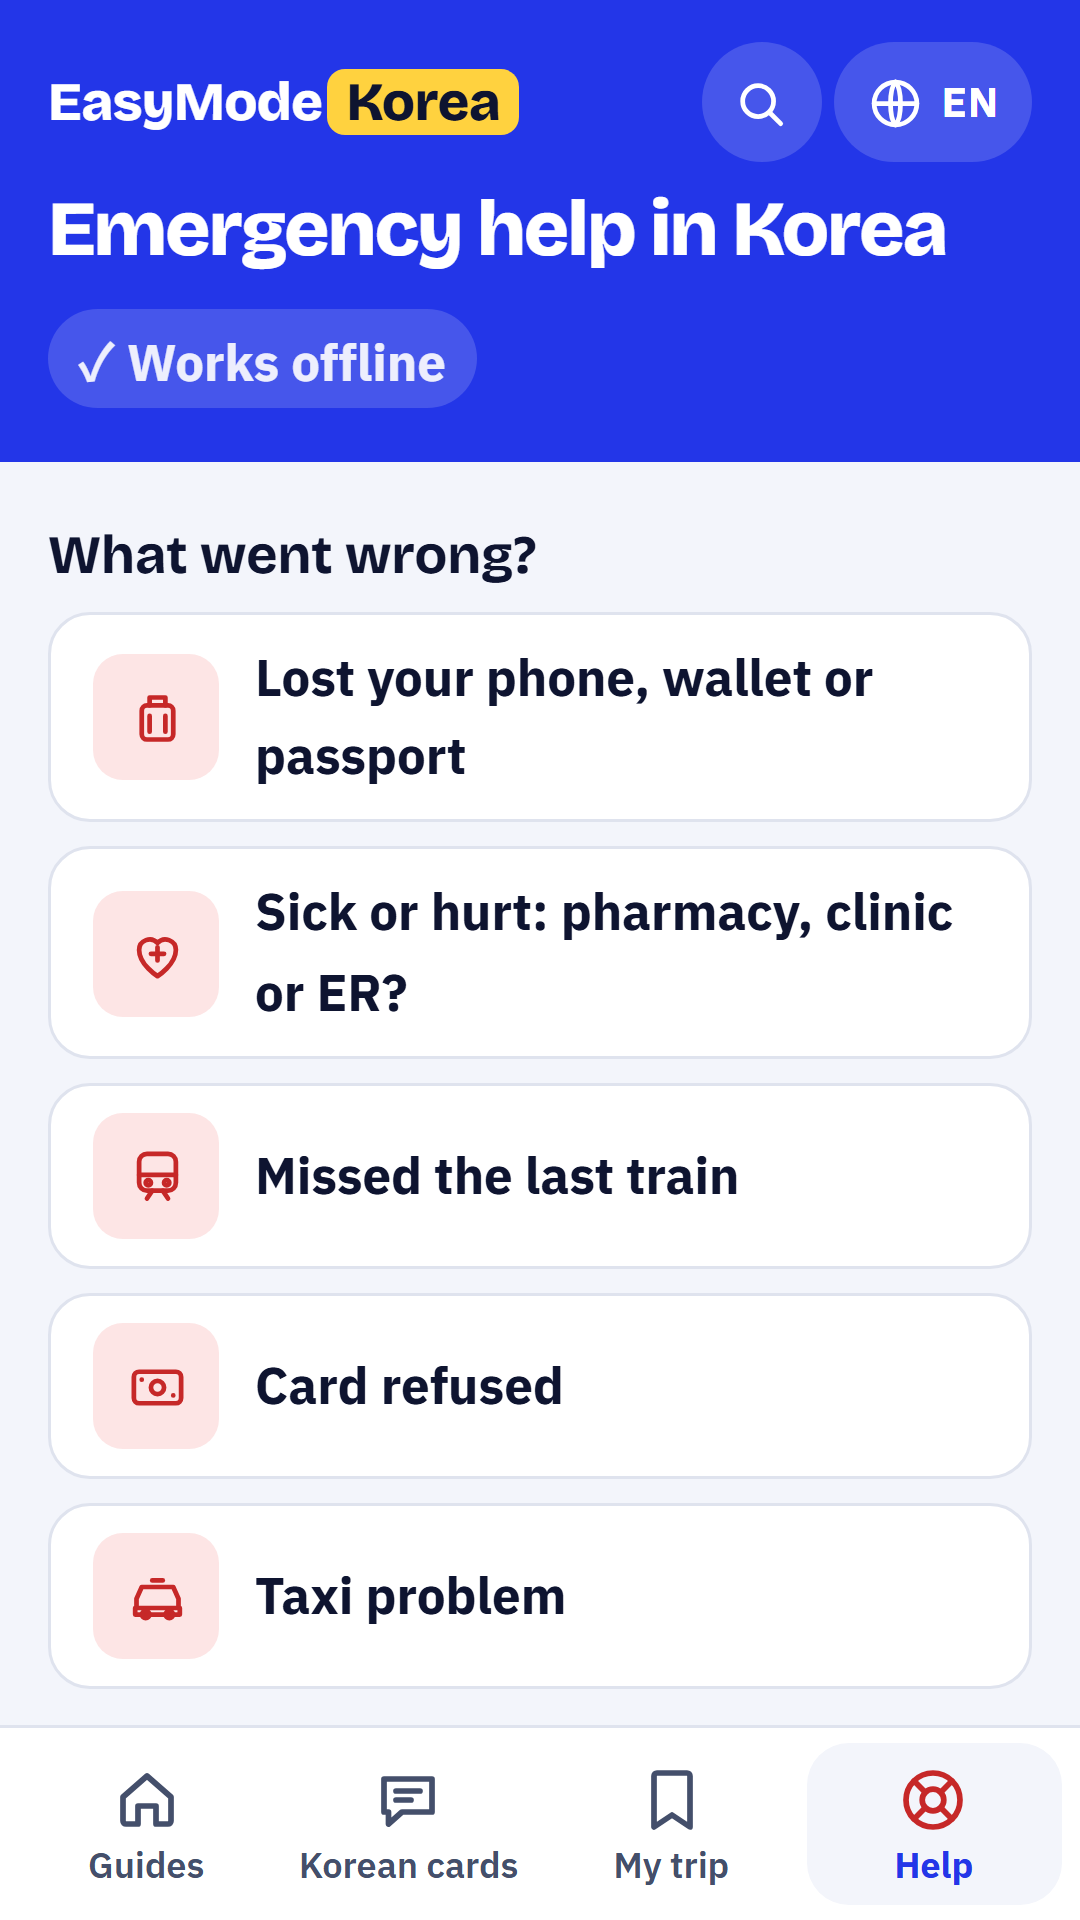 EasyMode Korea
EN
Emergency help in Korea
✓ Works offline
What went wrong?
Lost your phone, wallet or
passport
Sick or hurt: pharmacy, clinic
or ER?
Missed the last train
Card refused
Taxi problem
Guides
Korean cards
My trip
Help